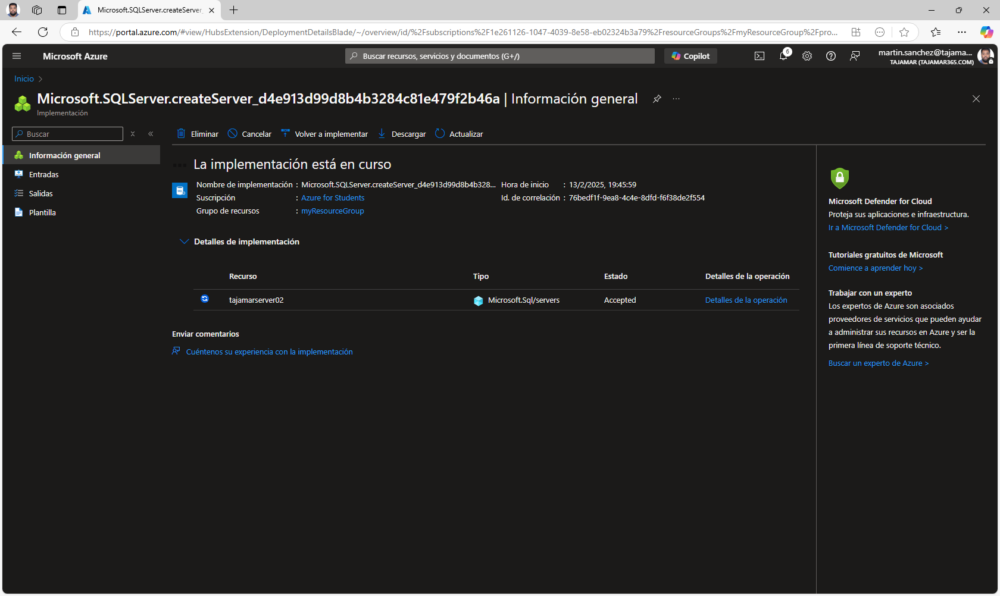 Microsoft.SQLServer.createServer_
https://portal.azure.com/#view/HubsExtension/DeploymentDetailsBlade/~/overview/id/%2Fsubscriptions%2F1e261126-1047-4039-8e58-eb02324b3a79%2FresourceGroups%2FmyResourceGroup%2Fpro...
Microsoft Azure
Buscar recursos, servicios y documentos (G+/)
Copilot
6
martin.sanchez@tajama...
TAJAMAR (TAJAMAR365.COM)
Inicio
Microsoft.SQLServer.createServer_d4e913d99d8b4b3284c81e479f2b46a | Información general
Implementación
Buscar
Eliminar
Cancelar
Volver a implementar
Descargar
Actualizar
Información general
Entradas
Salidas
Plantilla
La implementación está en curso
Nombre de implementación : Microsoft.SQLServer.createServer_d4e913d99d8b4b328...
Suscripción : Azure for Students
Grupo de recursos : myResourceGroup
Hora de inicio : 13/2/2025, 19:45:59
Id. de correlación : 76bedf1f-9ea8-4c4e-8dfd-f6f38de2f554
Detalles de implementación
Recurso Tipo Estado Detalles de la operación
tajamarserver02 Microsoft.Sql/servers Accepted Detalles de la operación
Enviar comentarios
Cuéntenos su experiencia con la implementación
Microsoft Defender for Cloud
Proteja sus aplicaciones e infraestructura.
Ir a Microsoft Defender for Cloud >
Tutoriales gratuitos de Microsoft
Comience a aprender hoy >
Trabajar con un experto
Los expertos de Azure son asociados
proveedores de servicios que pueden ayudar
a administrar sus recursos en Azure y ser la
primera línea de soporte técnico.
Buscar un experto de Azure >